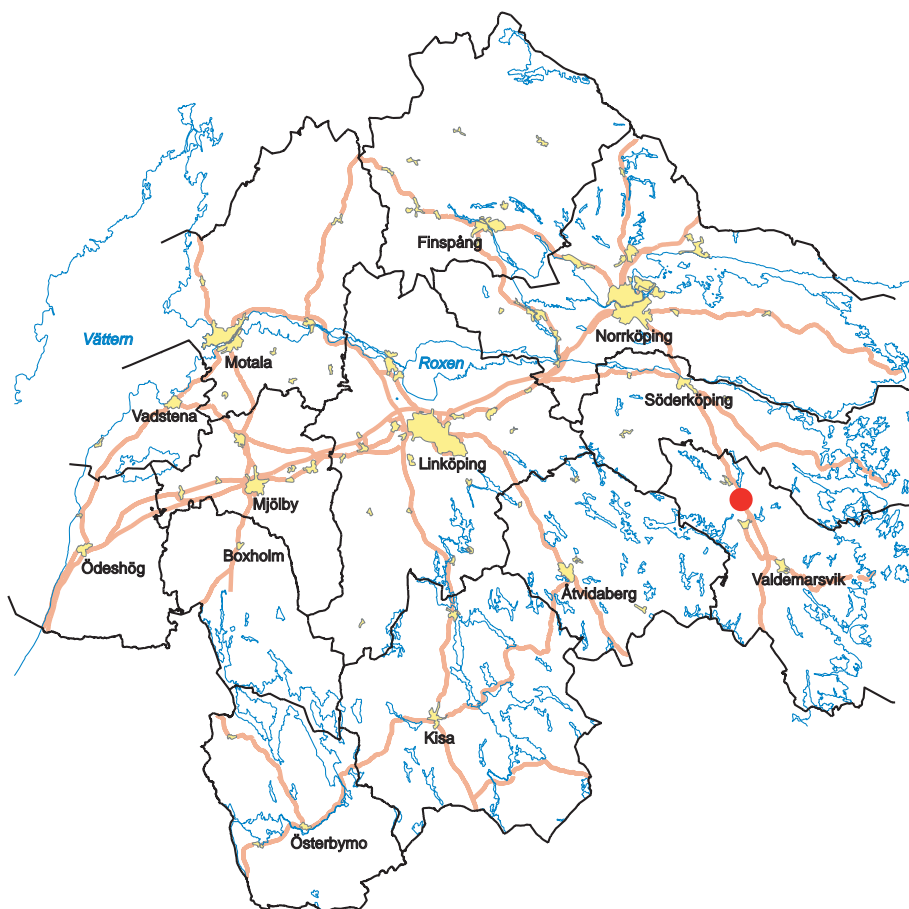 Finspång
Norrköping
Vättern
Motala
Roxen
Söderköping
Vadstena
Linköping
Mjölby
Boxholm
Ödeshög
Åtvidaberg
Valdemarsvik
Kisa
Österbymo